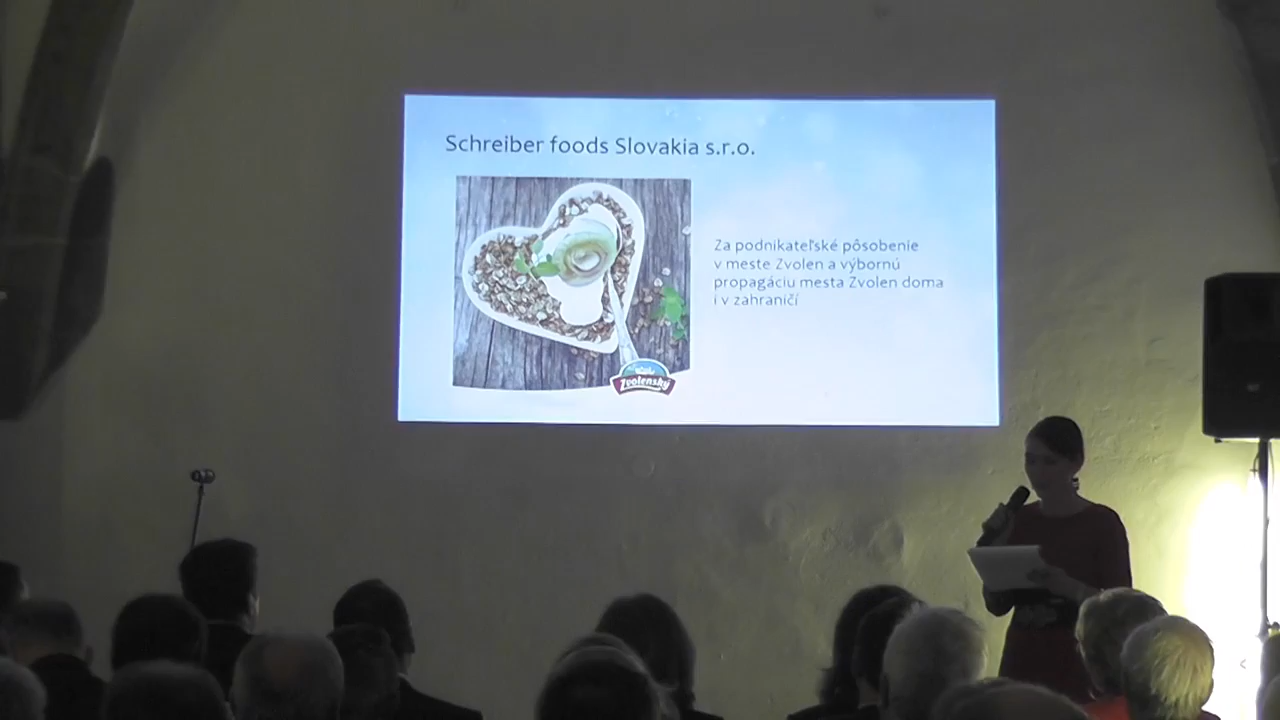 Schreiber foods Slovakia s.r.o.
Za podnikateľské pôsobenie
v meste Zvolen a výbornú
propagáciu mesta Zvolen doma
i v zahraničí
Zvolenský